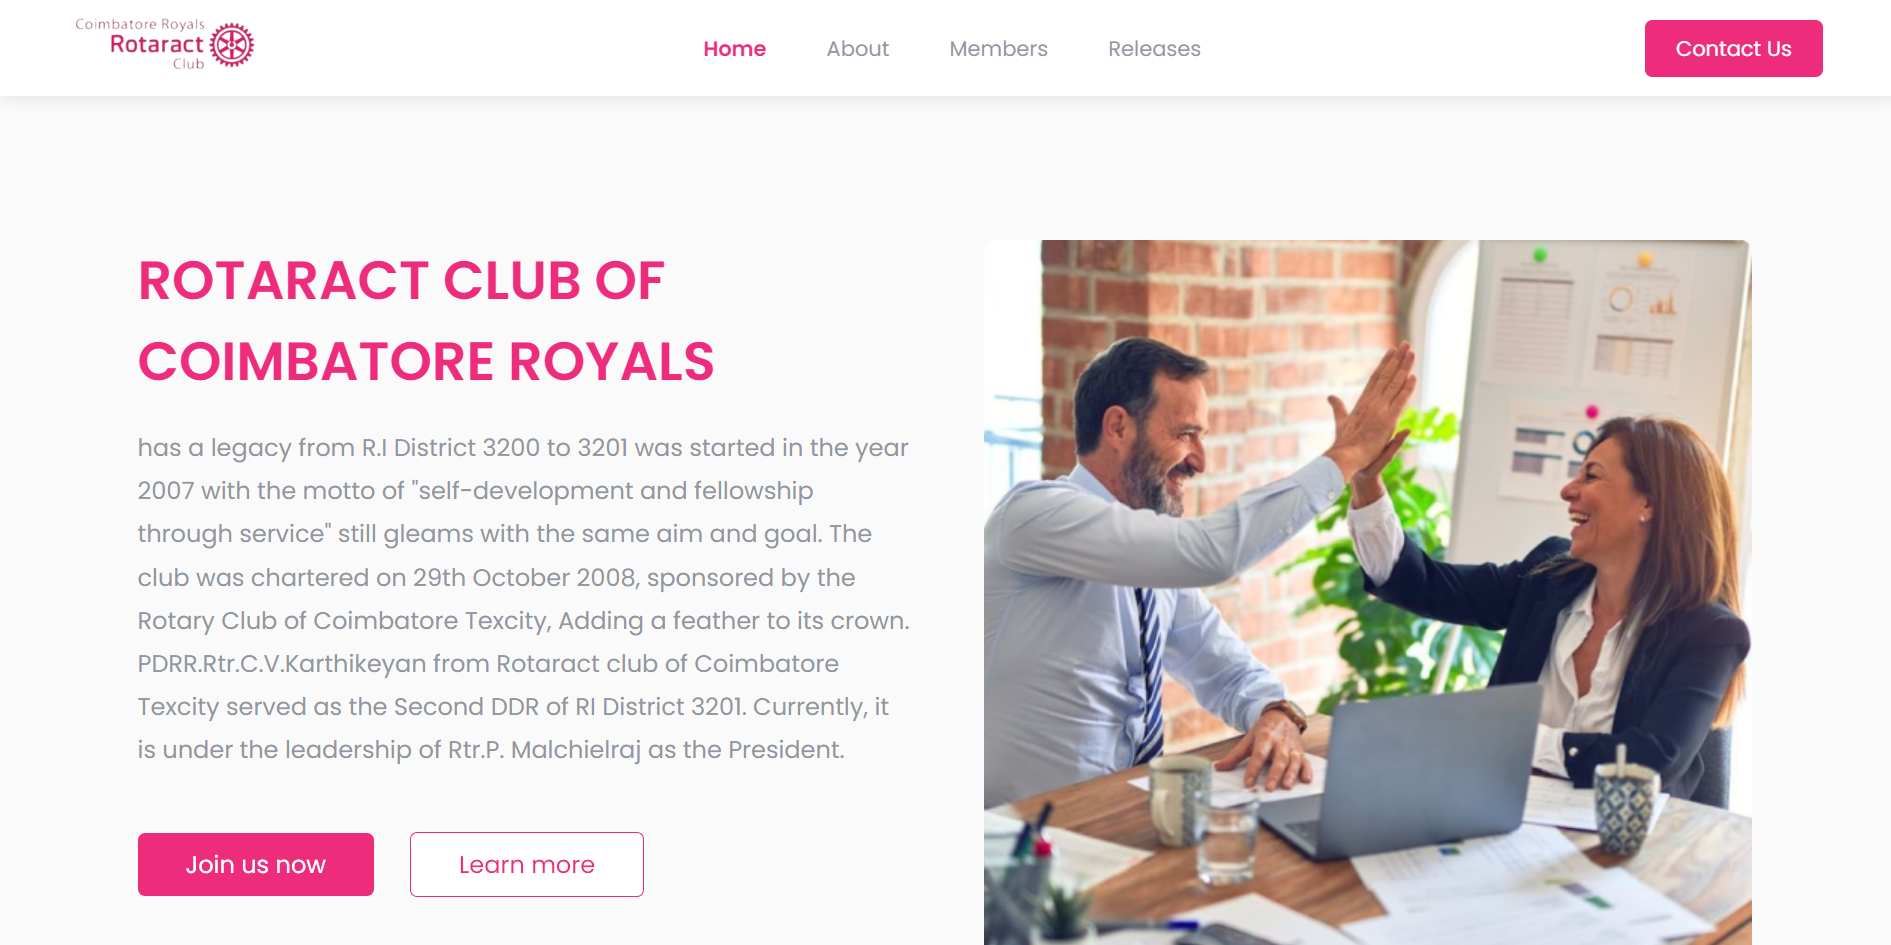 Coimbatore Royals
Rotaract
Club
Home
About
Members
Releases
Contact Us
ROTARACT CLUB OF
COIMBATORE ROYALS
has a legacy from R.I District 3200 to 3201 was started in the year
2007 with the motto of "self-development and fellowship
through service" still gleams with the same aim and goal. The
club was chartered on 29th October 2008, sponsored by the
Rotary Club of Coimbatore Texcity, Adding a feather to its crown.
PDRR.Rtr.C.V.Karthikeyan from Rotaract club of Coimbatore
Texcity served as the Second DDR of RI District 3201. Currently, it
is under the leadership of Rtr.P. Malchielraj as the President.
Join us now
Learn more